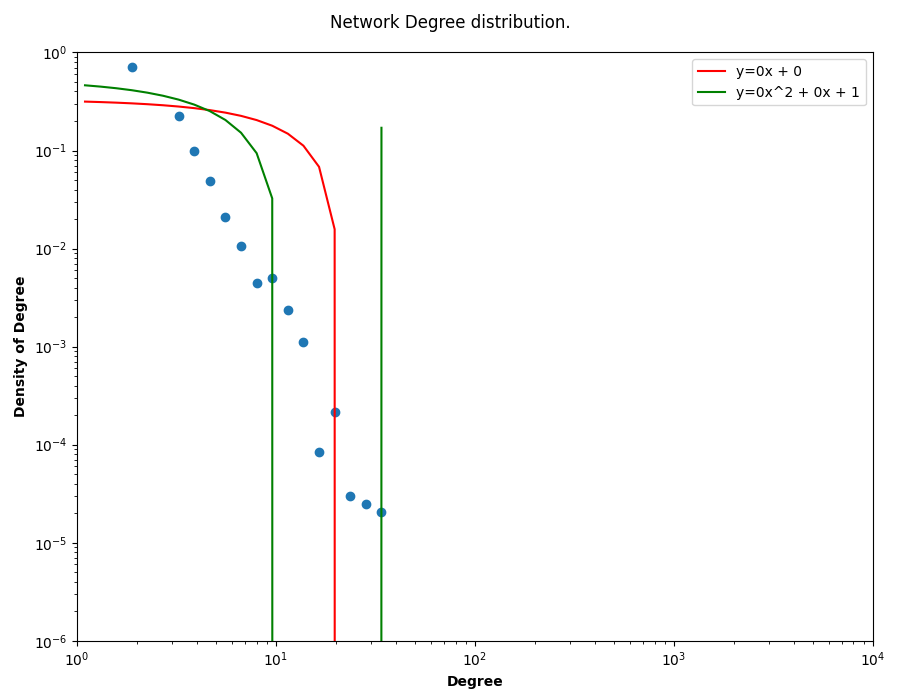 Network Degree distribution.
y=0x + 0
y=0x^2 + 0x + 1
Density of Degree
10^0
10^-1
10^-2
10^-3
10^-4
10^-5
10^-6
10^0 10^1 10^2 10^3 10^4
Degree